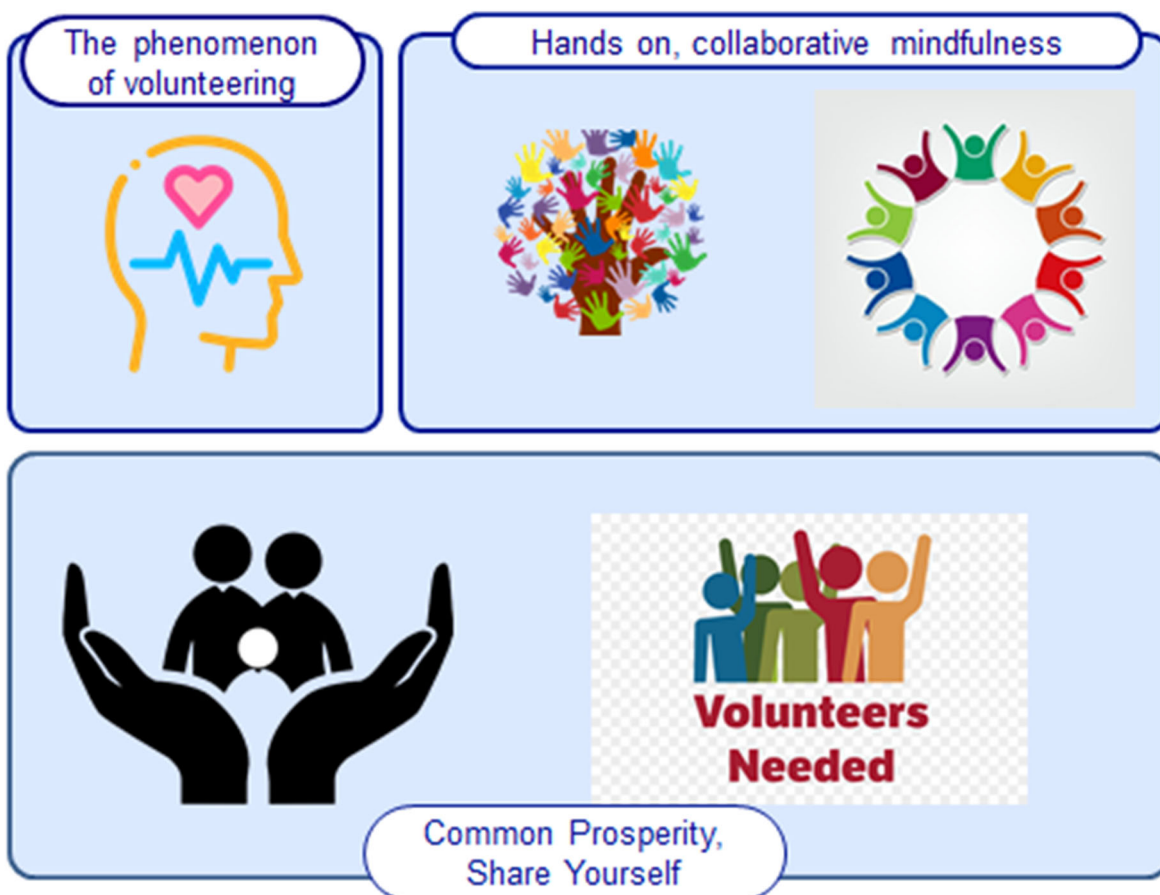 The phenomenon
of volunteering
Hands on, collaborative mindfulness
Volunteers
Needed
Common Prosperity,
Share Yourself